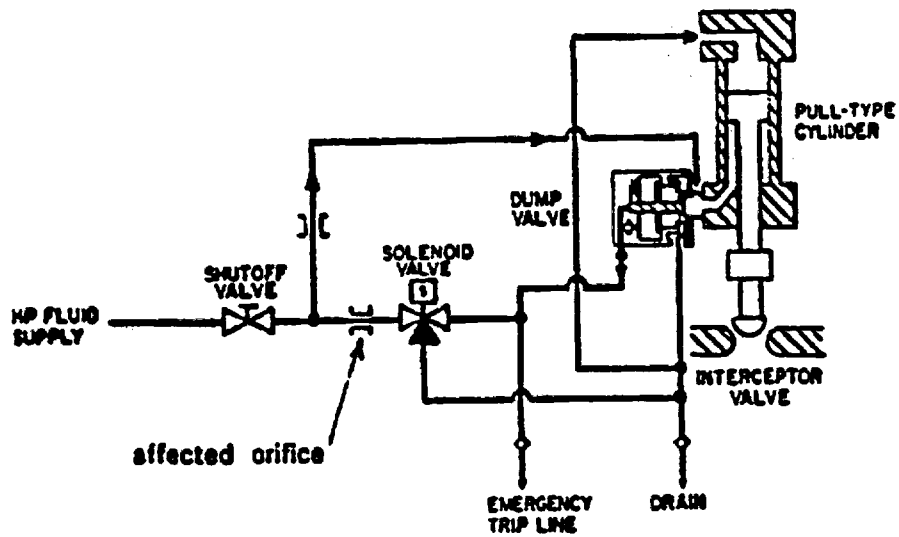 PULL-TYPE
CYLINDER
DUMP
VALVE
SOLENOID
VALVE
S
SHUTOFF
VALVE
HP FLUID
SUPPLY
INTERCEPTOR
VALVE
affected orifice
EMERGENCY
TRIP LINE
DRAIN